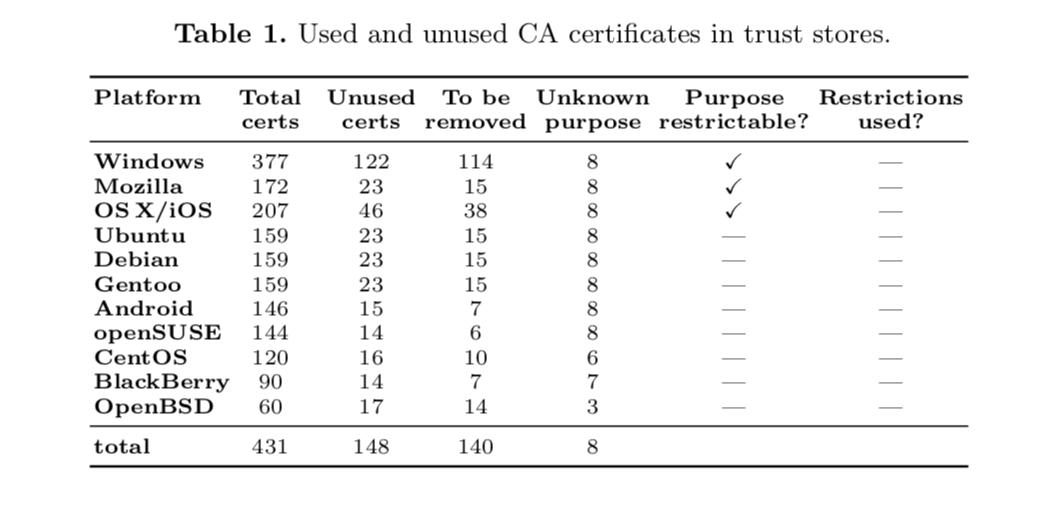 Table 1. Used and unused CA certificates in trust stores.
Platform Total Unused To be Unknown Purpose Restrictions
certs certs removed purpose restrictable? used?
Windows 377 122 114 8 ✓ —
Mozilla 172 23 15 8 ✓ —
OS X/iOS 207 46 38 8 ✓ —
Ubuntu 159 23 15 8 — —
Debian 159 23 15 8 — —
Gentoo 159 23 15 8 — —
Android 146 15 7 8 — —
openSUSE 144 14 6 8 — —
CentOS 120 16 10 6 — —
BlackBerry 90 14 7 7 — —
OpenBSD 60 17 14 3 — —
total 431 148 140 8